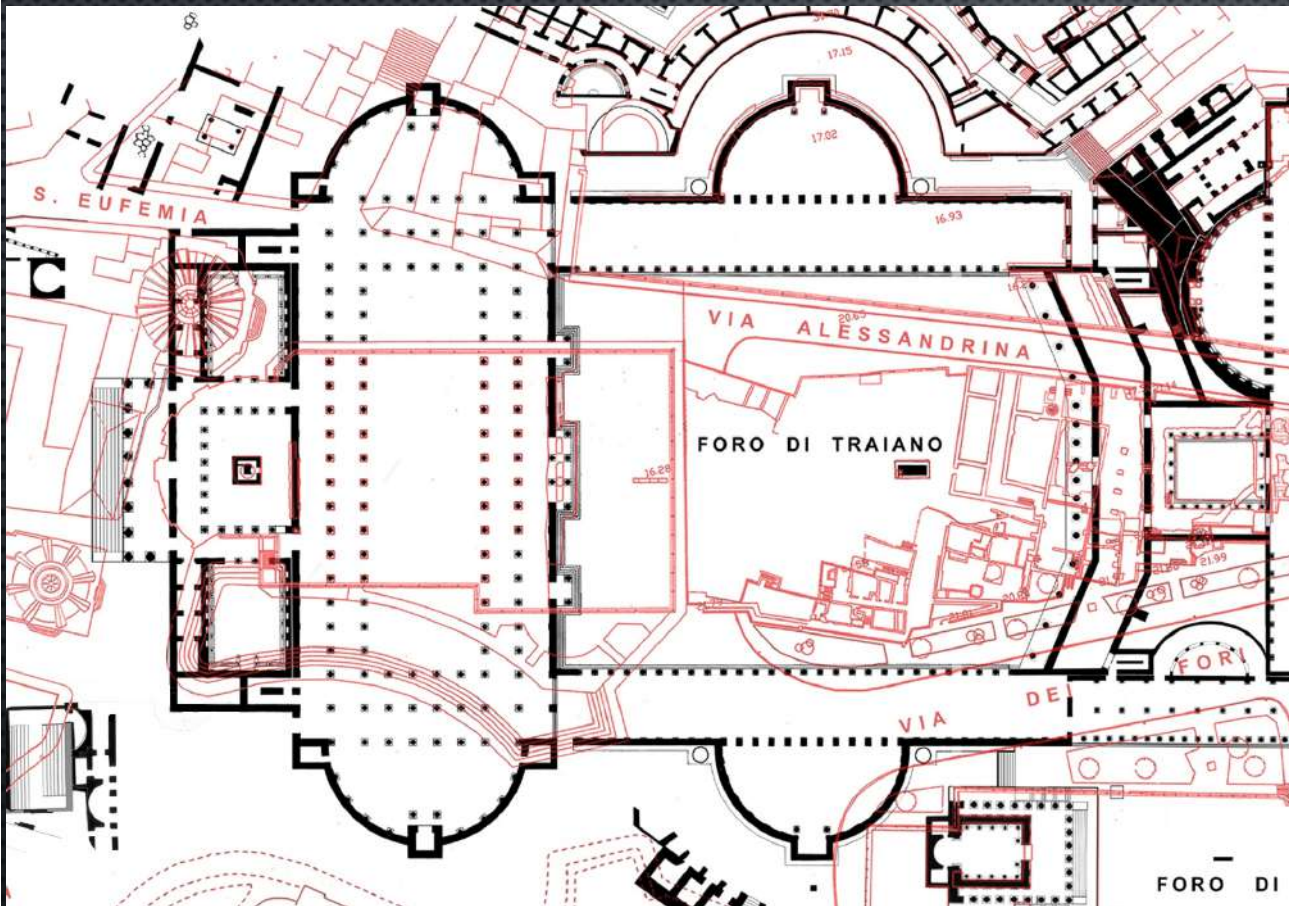 17.15
17.02
S. EUFEMIA
16.93
20.65
VIA ALESSANDRINA
FORO DI TRAIANO
16.28
21.99
FORI
DEI
VIA
FORO DI